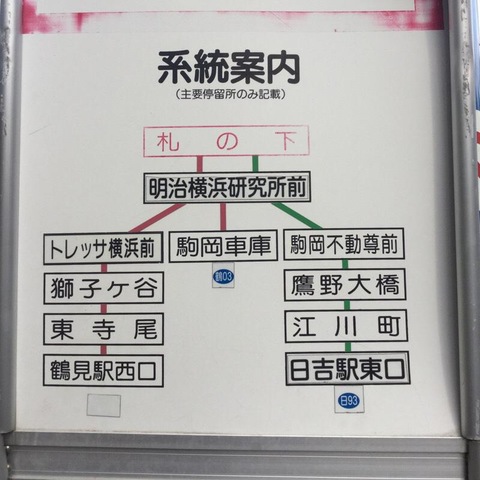 系統案内
(主要停留所のみ記載)
札の下
明治横浜研究所前
トレッサ横浜前 駒岡車庫 駒岡不動尊前
鶴03
獅子ヶ谷 鷹野大橋
東寺尾 江川町
鶴見駅西口 日吉駅東口
日93